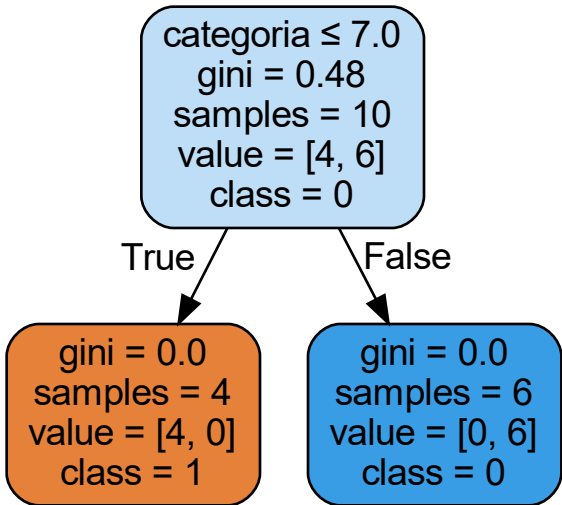 categoria ≤ 7.0
gini = 0.48
samples = 10
value = [4, 6]
class = 0
True
False
gini = 0.0
samples = 4
value = [4, 0]
class = 1
gini = 0.0
samples = 6
value = [0, 6]
class = 0